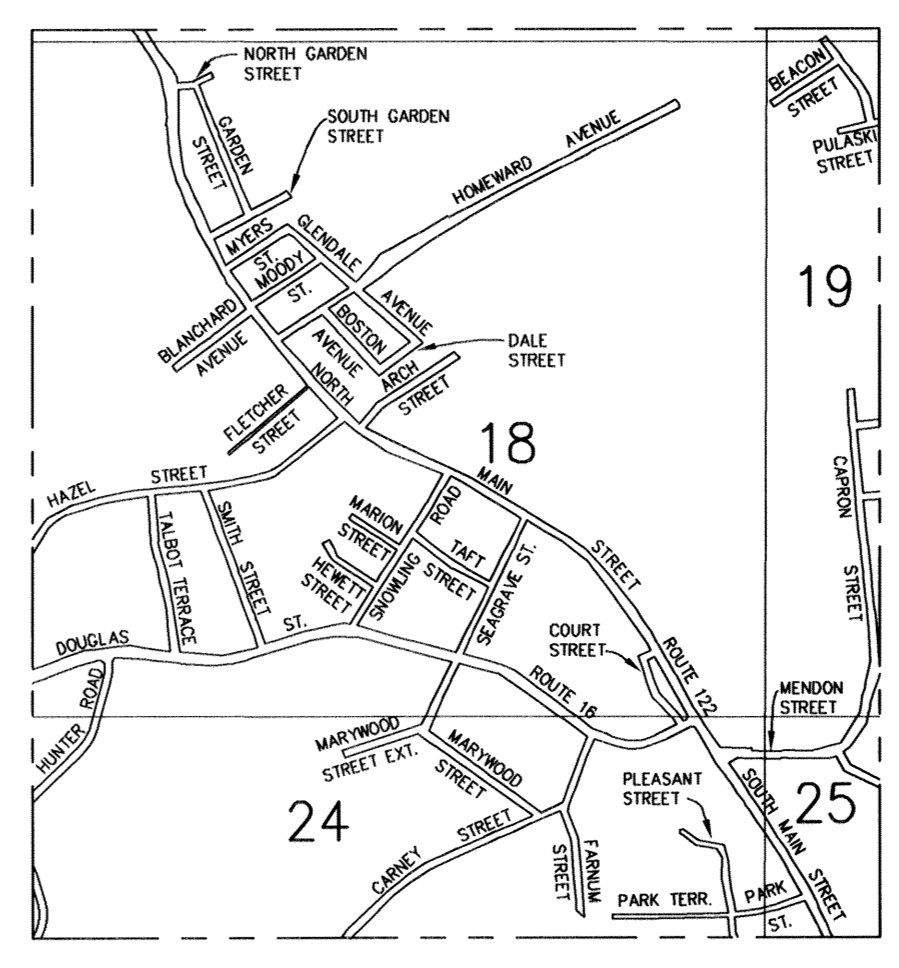 NORTH GARDEN
STREET
BEACON
STREET
SOUTH GARDEN
STREET
GARDEN
STREET
PULASKI
STREET
HOMEWARD AVENUE
MYERS
ST.
GLENDALE
AVENUE
MOODY
ST.
19
BLANCHARD
AVENUE
BOSTON
AVENUE
DALE
STREET
NORTH
ARCH
STREET
FLETCHER
STREET
18
MAIN
STREET
HAZEL STREET
CAPRON
STREET
TALBOT TERRACE
SMITH
STREET
MARION
STREET
ROAD
SNOWLING
TAFT
STREET
HEWETT
STREET
SEAGRAVE ST.
COURT
STREET
DOUGLAS
ST.
ROUTE 122
ROUTE 16
MENDON
STREET
HUNTER ROAD
MARYWOOD
STREET EXT.
MARYWOOD
STREET
PLEASANT
STREET
24
25
SOUTH MAIN
STREET
CARNEY STREET
FARNUM
STREET
PARK TERR.
PARK
ST.